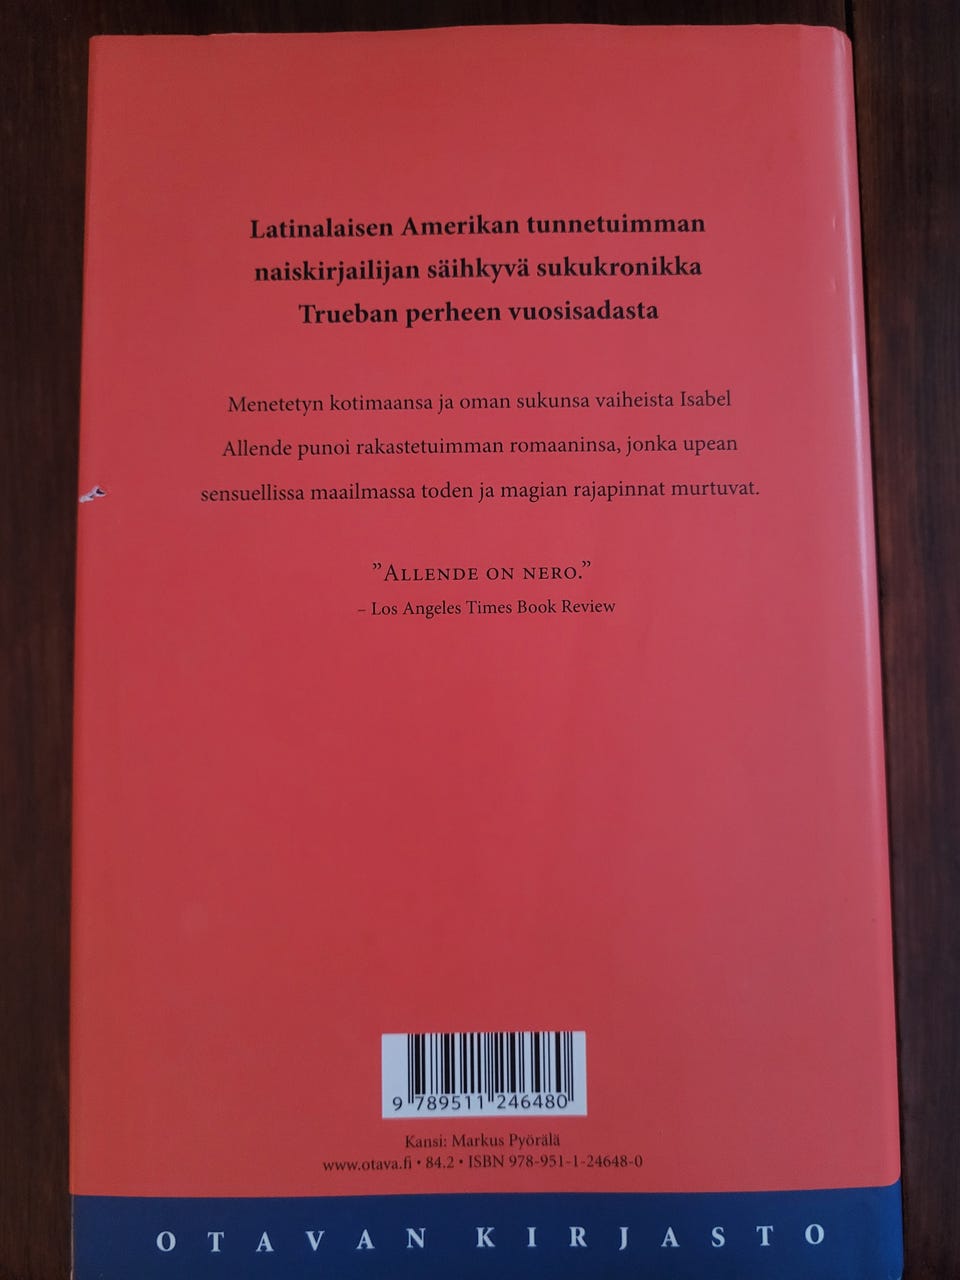 Latinalaisen Amerikan tunnetuimman
naiskirjailijan säihkyvä sukukronikka
Trueban perheen vuosisadasta
Menetetyn kotimaansa ja oman sukunsa vaiheista Isabel
Allende punoi rakastetuimman romaaninsa, jonka upean
sensuellissa maailmassa toden ja magian rajapinnat murtuvat.
”ALLENDE ON NERO.”
– Los Angeles Times Book Review
9 789511 246480
Kansi: Markus Pyörälä
www.otava.fi • 84.2 • ISBN 978-951-1-24648-0
OTAVAN KIRJASTO